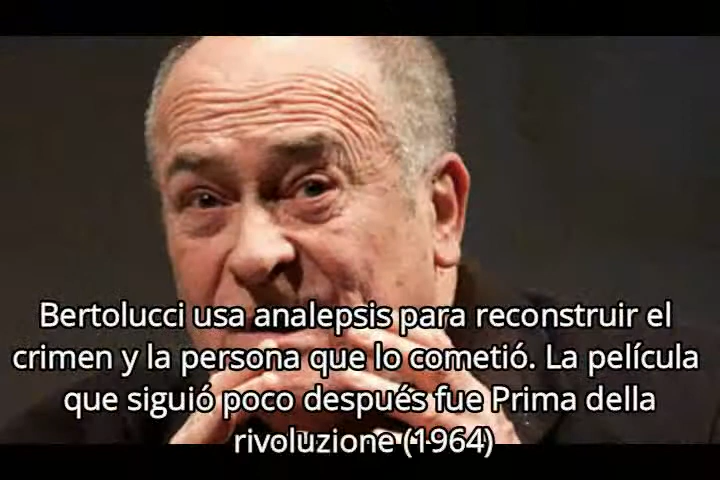 Bertolucci usa analepsis para reconstruir el
crimen y la persona que lo cometió. La película
que siguió poco después fue Prima della
rivoluzione (1964)